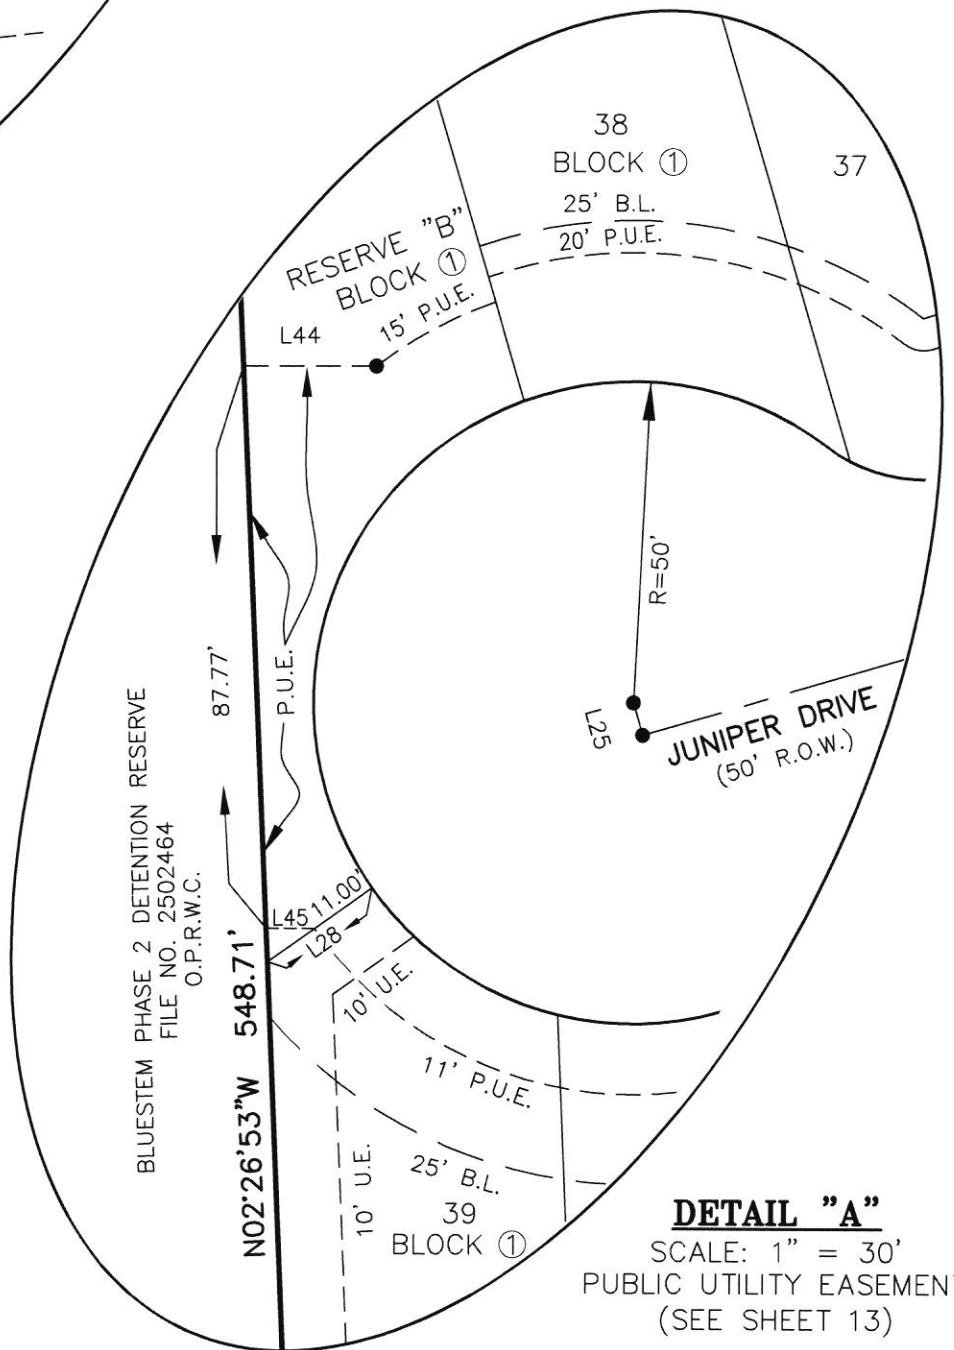 38
BLOCK ①
37
25' B.L.
20' P.U.E.
RESERVE "B"
BLOCK ①
15' P.U.E.
L44
R=50'
87.77'
P.U.E.
L25
JUNIPER DRIVE
(50' R.O.W.)
BLUESTEM PHASE 2 DETENTION RESERVE
FILE NO. 2502464
O.P.R.W.C.
L45
11.00'
L28
N02°26'53"W 548.71'
10' U.E.
11' P.U.E.
10' U.E.
25' B.L.
39
BLOCK ①
DETAIL "A"
SCALE: 1" = 30'
PUBLIC UTILITY EASEMEN
(SEE SHEET 13)